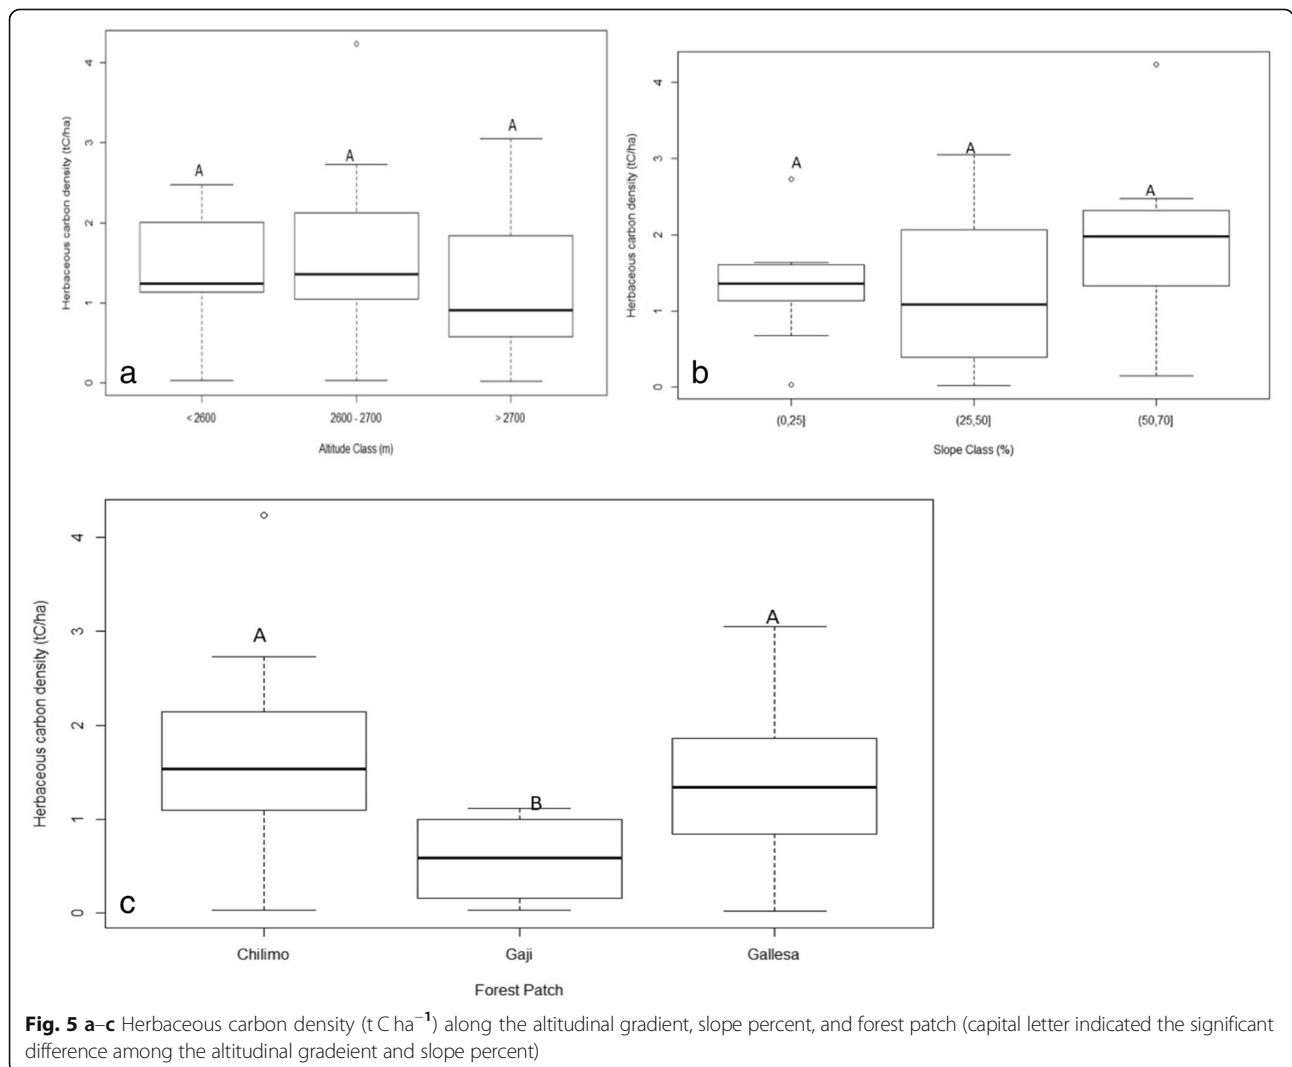 Herbaceous carbon density (tC/ha)
4
3
2
1
0
A
A
A
a
< 2600
2600 - 2700
> 2700
Altitude Class (m)
Herbaceous carbon density (tC/ha)
4
3
2
1
0
A
A
A
b
(0,25]
(25,50]
(50,70]
Slope Class (%)
Herbaceous carbon density (tC/ha)
4
3
2
1
0
A
B
A
c
Chilimo
Gaji
Gallesa
Forest Patch
Fig. 5 a–c Herbaceous carbon density (t C ha⁻¹) along the altitudinal gradient, slope percent, and forest patch (capital letter indicated the significant
difference among the altitudinal gradeient and slope percent)